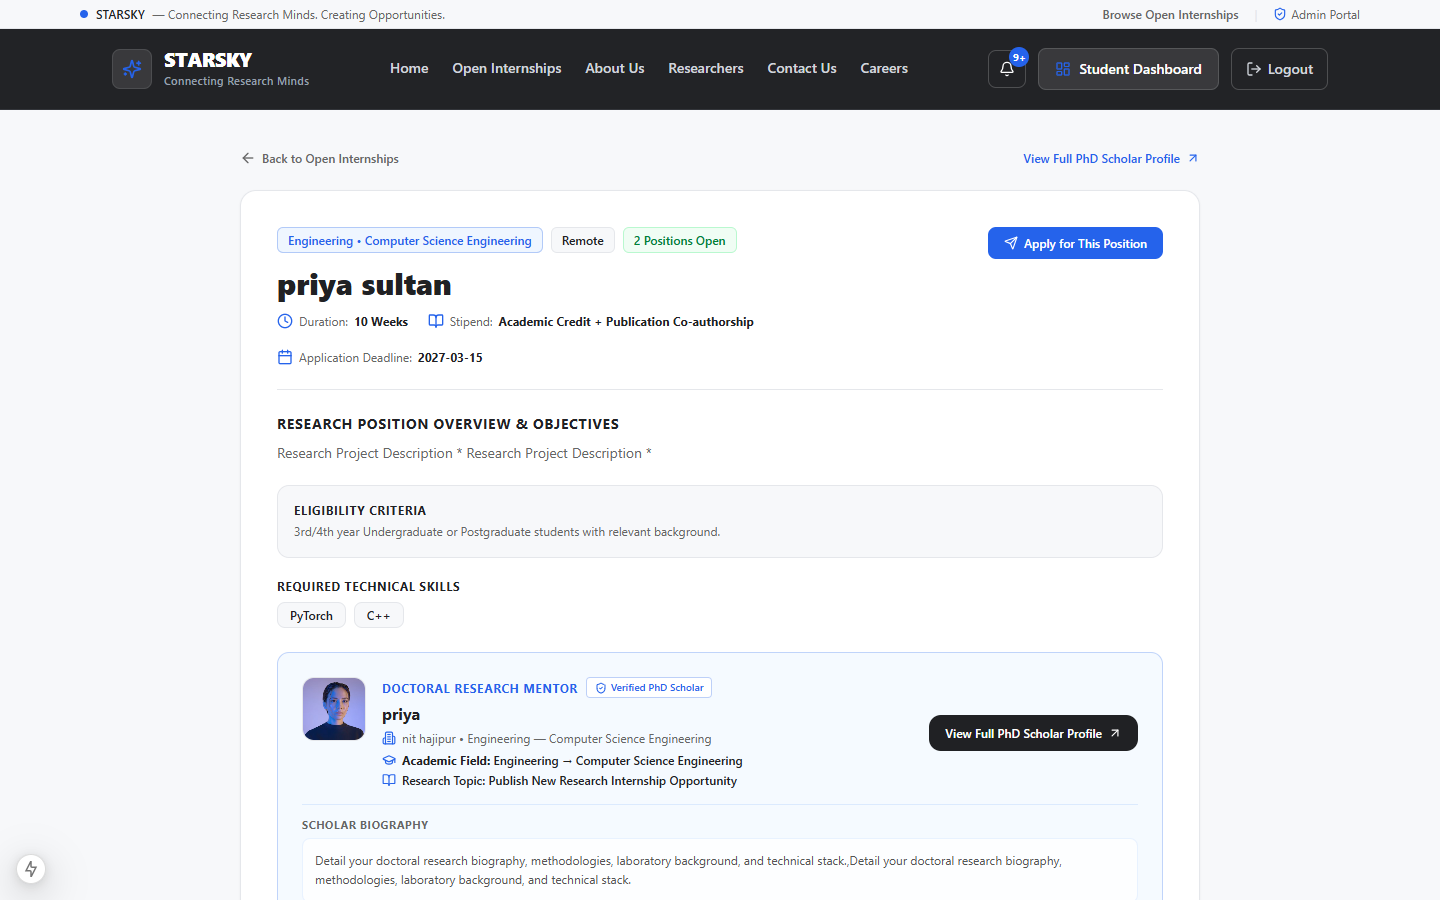 STARSKY — Connecting Research Minds. Creating Opportunities.
Browse Open Internships | Admin Portal
STARSKY
Connecting Research Minds
Home Open Internships About Us Researchers Contact Us Careers
9+
Student Dashboard
Logout
Back to Open Internships
View Full PhD Scholar Profile
Engineering • Computer Science Engineering
Remote
2 Positions Open
Apply for This Position
priya sultan
Duration: 10 Weeks
Stipend: Academic Credit + Publication Co-authorship
Application Deadline: 2027-03-15
RESEARCH POSITION OVERVIEW & OBJECTIVES
Research Project Description * Research Project Description *
ELIGIBILITY CRITERIA
3rd/4th year Undergraduate or Postgraduate students with relevant background.
REQUIRED TECHNICAL SKILLS
PyTorch C++
DOCTORAL RESEARCH MENTOR Verified PhD Scholar
priya
nit hajipur • Engineering — Computer Science Engineering
Academic Field: Engineering → Computer Science Engineering
Research Topic: Publish New Research Internship Opportunity
View Full PhD Scholar Profile
SCHOLAR BIOGRAPHY
Detail your doctoral research biography, methodologies, laboratory background, and technical stack.,Detail your doctoral research biography,
methodologies, laboratory background, and technical stack.